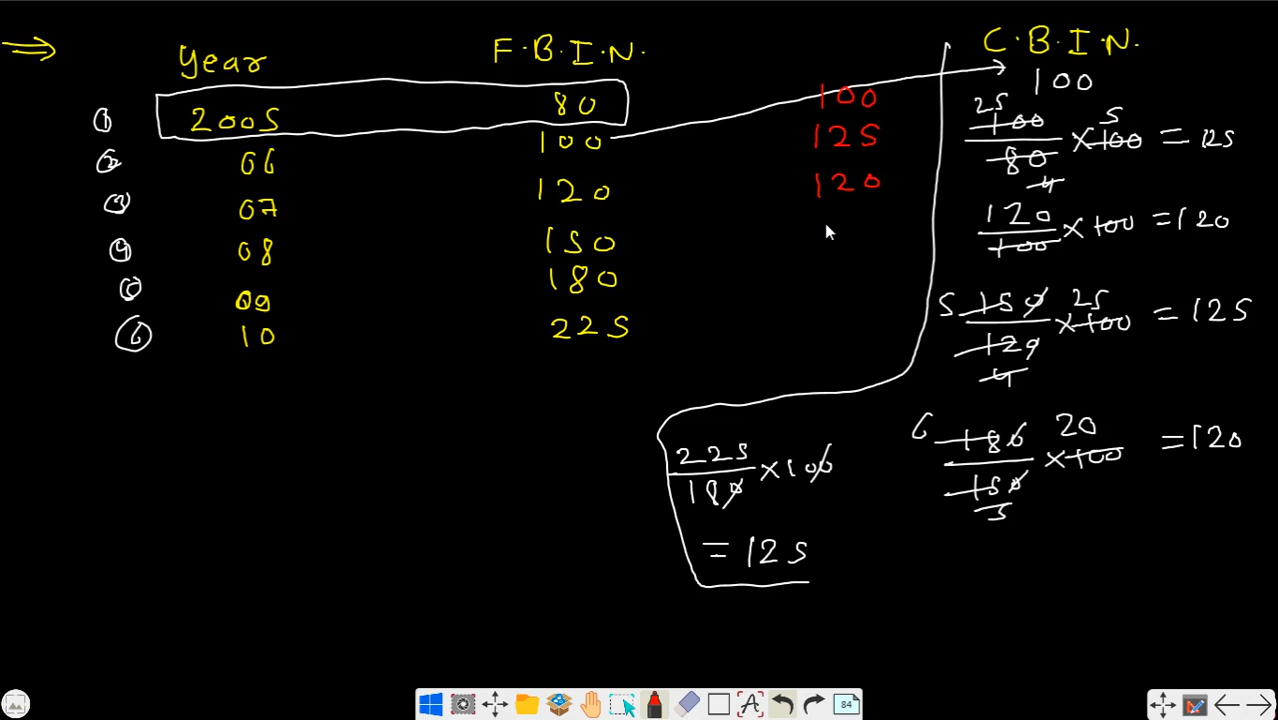 ⇒ Year F.B.I.N. C.B.I.N.
① 2005 80 100 100
② 06 100 125 100/80 × 100 = 125
25 5 4
③ 07 120 120 120/100 × 100 = 120
④ 08 150
⑤ 09 180 150/120 × 100 = 125
5 25 4
⑥ 10 225
180/150 × 100 = 120
6 20 5
225/180 × 100
= 125
84